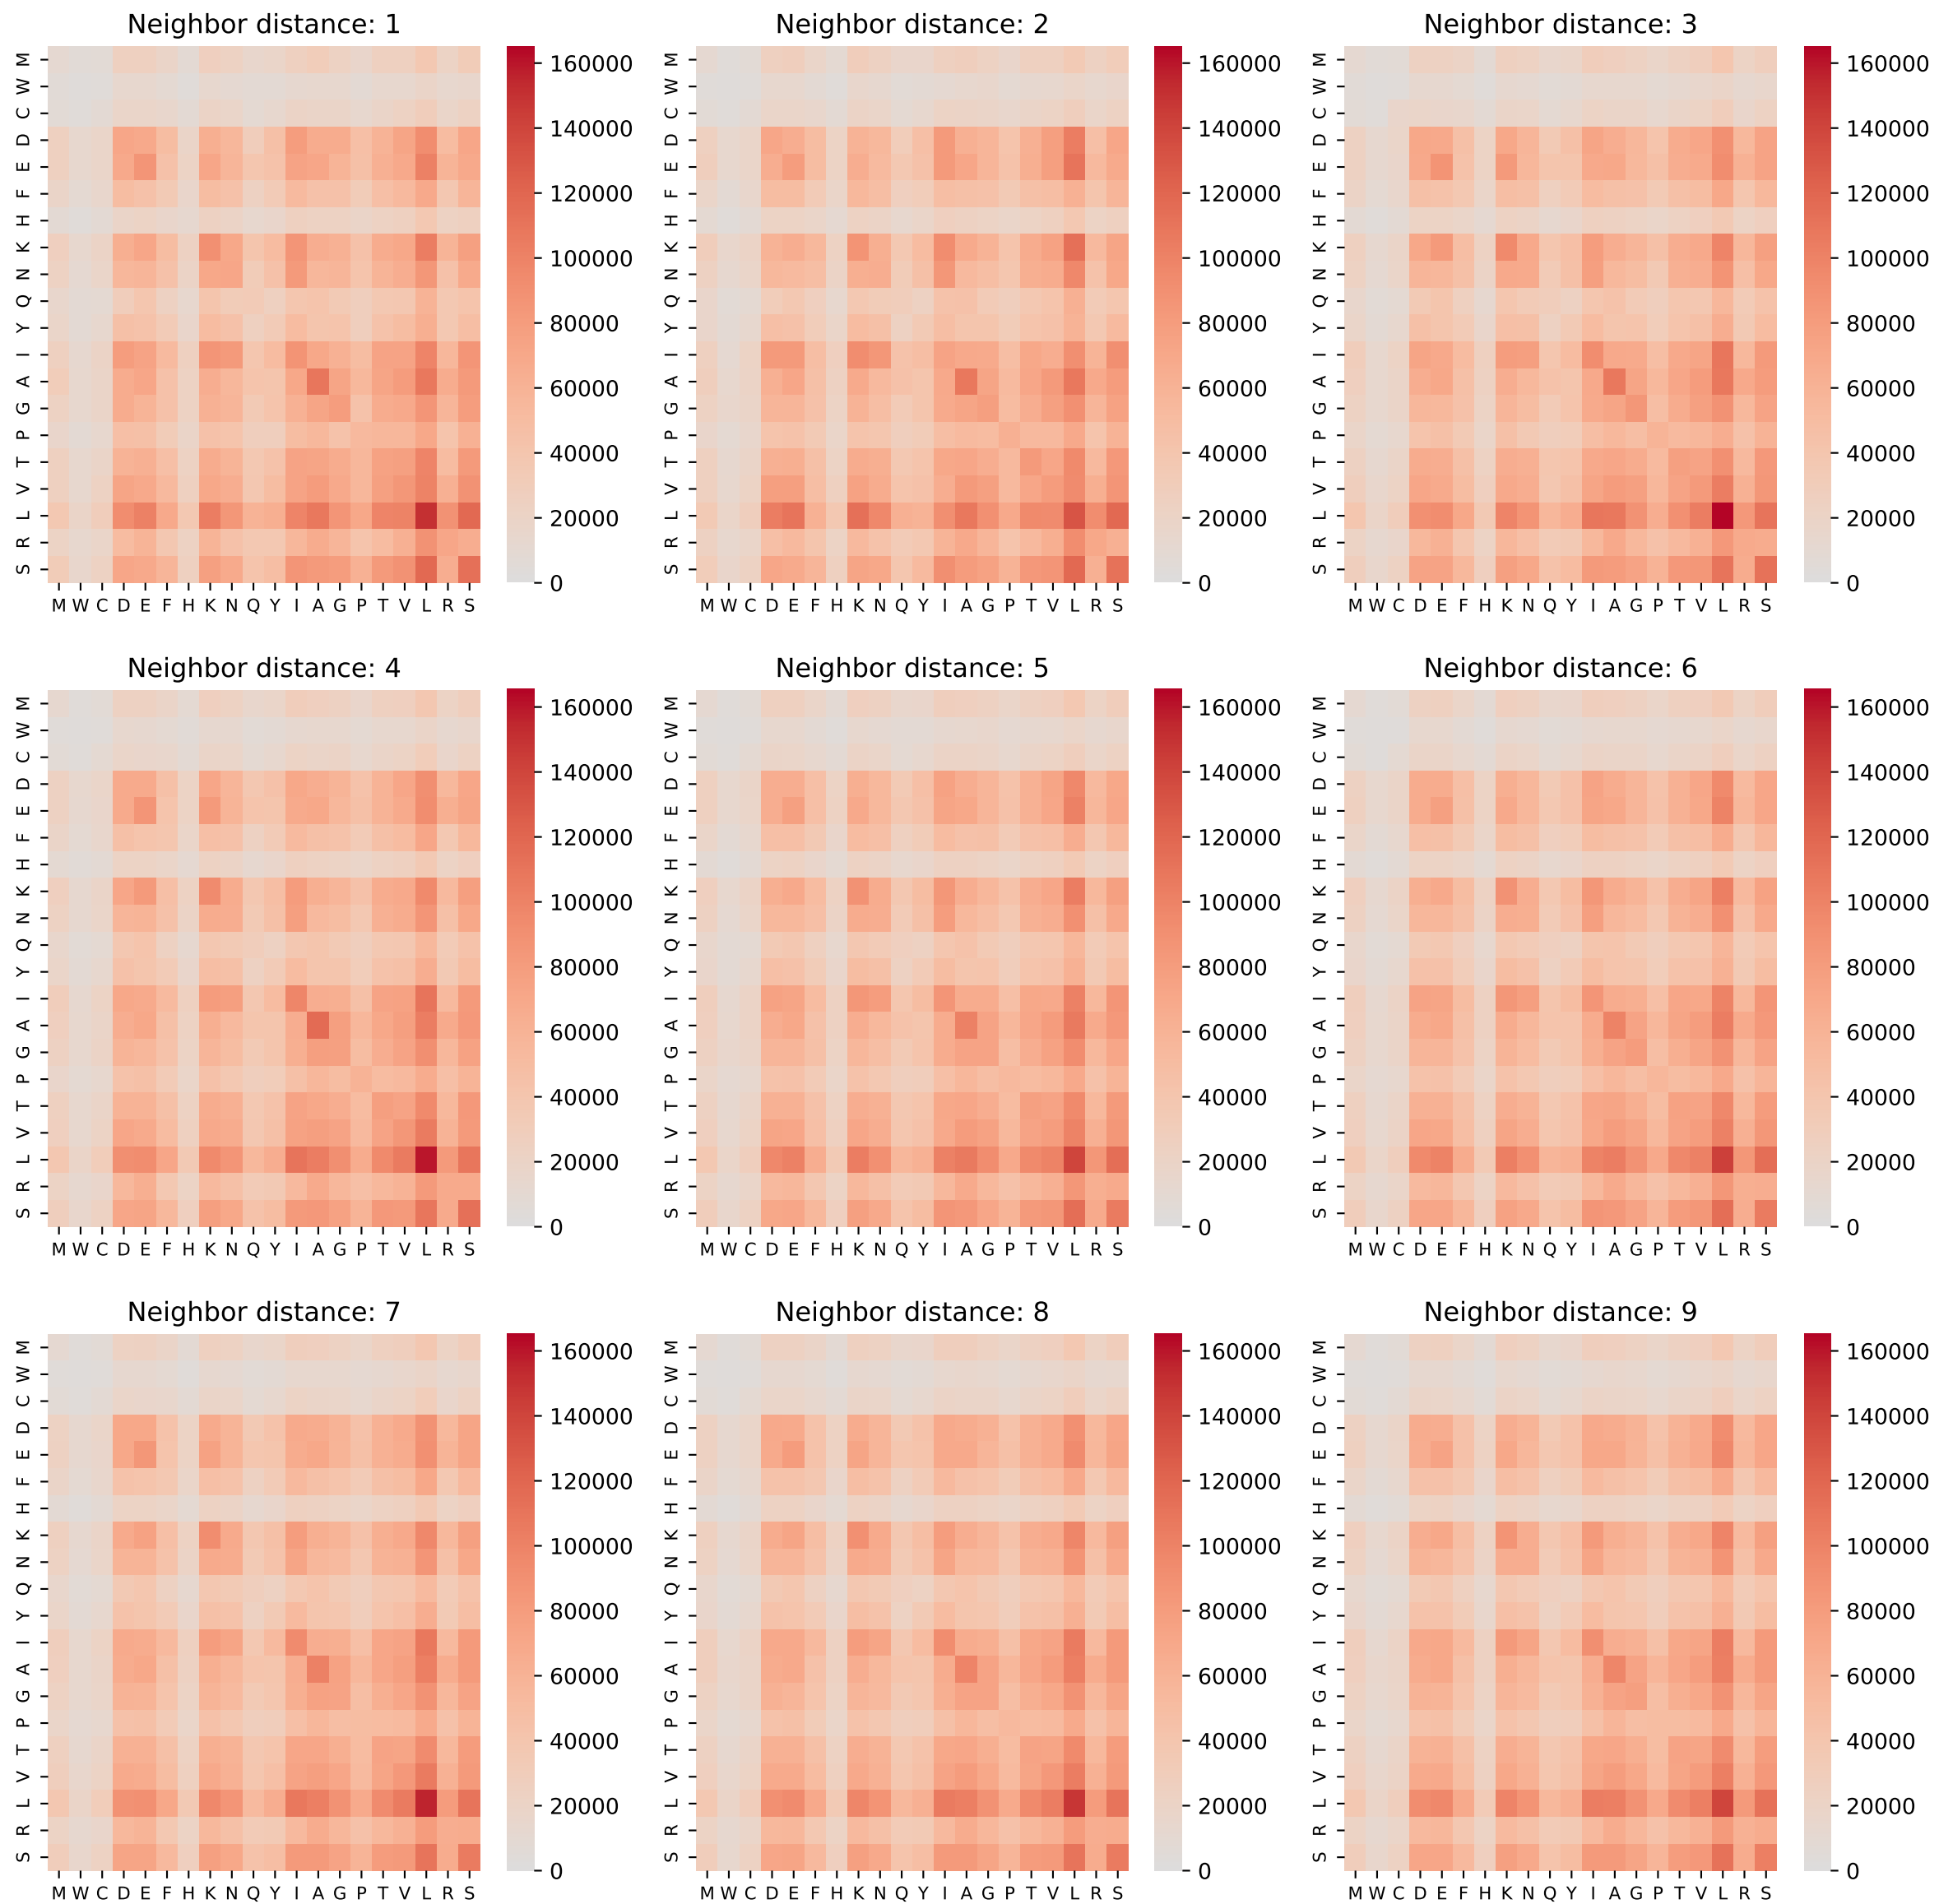 Neighbor distance: 1
M
W
C
D
E
F
H
K
N
Q
Y
I
A
G
P
T
V
L
R
S
160000
140000
120000
100000
80000
60000
40000
20000
0
M W C D E F H K N Q Y I A G P T V L R S
Neighbor distance: 2
M
W
C
D
E
F
H
K
N
Q
Y
I
A
G
P
T
V
L
R
S
160000
140000
120000
100000
80000
60000
40000
20000
0
M W C D E F H K N Q Y I A G P T V L R S
Neighbor distance: 3
M
W
C
D
E
F
H
K
N
Q
Y
I
A
G
P
T
V
L
R
S
160000
140000
120000
100000
80000
60000
40000
20000
0
M W C D E F H K N Q Y I A G P T V L R S
Neighbor distance: 4
M
W
C
D
E
F
H
K
N
Q
Y
I
A
G
P
T
V
L
R
S
160000
140000
120000
100000
80000
60000
40000
20000
0
M W C D E F H K N Q Y I A G P T V L R S
Neighbor distance: 5
M
W
C
D
E
F
H
K
N
Q
Y
I
A
G
P
T
V
L
R
S
160000
140000
120000
100000
80000
60000
40000
20000
0
M W C D E F H K N Q Y I A G P T V L R S
Neighbor distance: 6
M
W
C
D
E
F
H
K
N
Q
Y
I
A
G
P
T
V
L
R
S
160000
140000
120000
100000
80000
60000
40000
20000
0
M W C D E F H K N Q Y I A G P T V L R S
Neighbor distance: 7
M
W
C
D
E
F
H
K
N
Q
Y
I
A
G
P
T
V
L
R
S
160000
140000
120000
100000
80000
60000
40000
20000
0
M W C D E F H K N Q Y I A G P T V L R S
Neighbor distance: 8
M
W
C
D
E
F
H
K
N
Q
Y
I
A
G
P
T
V
L
R
S
160000
140000
120000
100000
80000
60000
40000
20000
0
M W C D E F H K N Q Y I A G P T V L R S
Neighbor distance: 9
M
W
C
D
E
F
H
K
N
Q
Y
I
A
G
P
T
V
L
R
S
160000
140000
120000
100000
80000
60000
40000
20000
0
M W C D E F H K N Q Y I A G P T V L R S